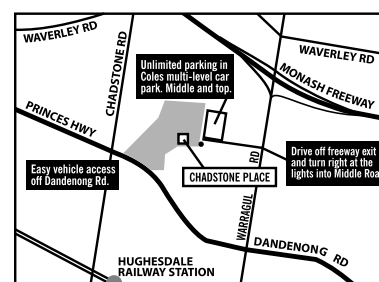 WAVERLEY RD
CHADSTONE RD
WAVERLEY RD
Unlimited parking in
Coles multi-level car
park. Middle and top.
MONASH FREEWAY
PRINCES HWY
Drive off freeway exit
and turn right at the
lights into Middle Roa
Easy vehicle access
off Dandenong Rd.
CHADSTONE PLACE
WARRAGUL RD
DANDENONG RD
HUGHESDALE
RAILWAY STATION